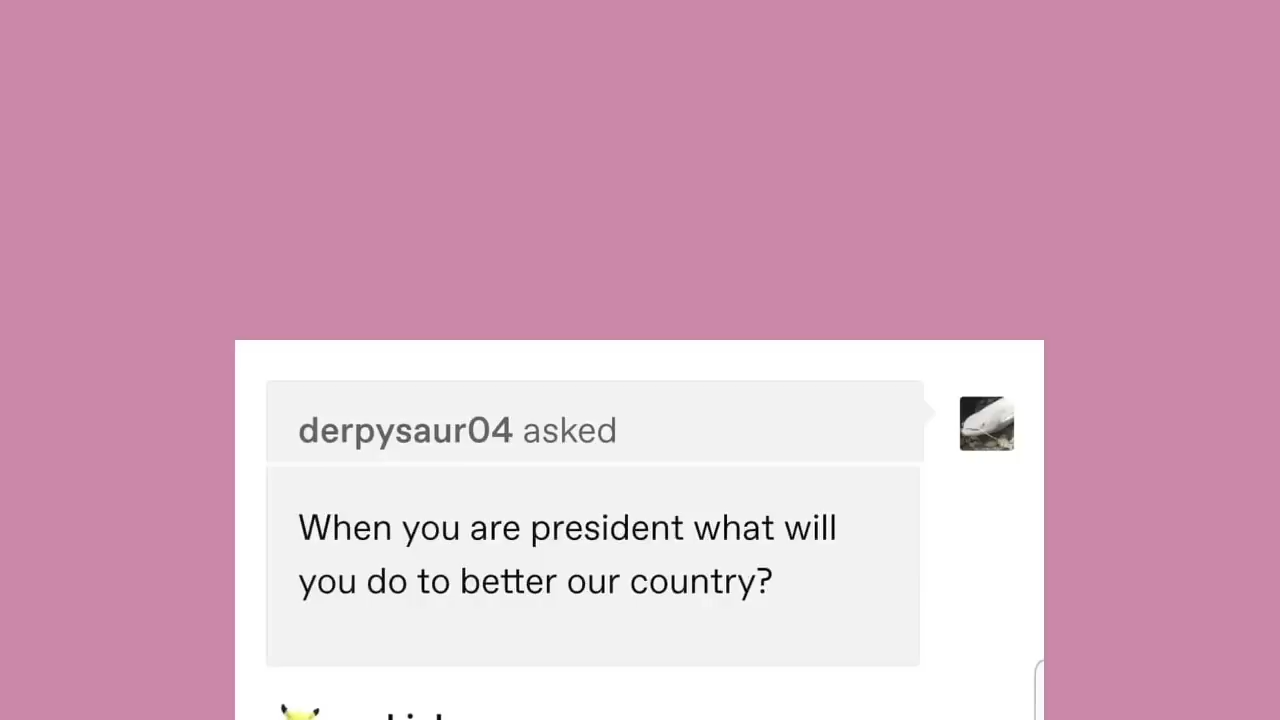 derpysaur04 asked
When you are president what will
you do to better our country?